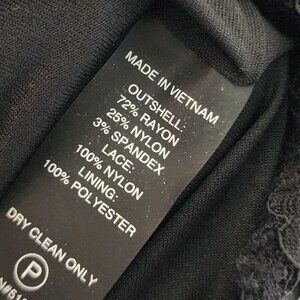 MADE IN VIETNAM
OUTSHELL:
72% RAYON
25% NYLON
3% SPANDEX
LACE:
100% NYLON
LINING:
100% POLYESTER
DRY CLEAN ONLY
P